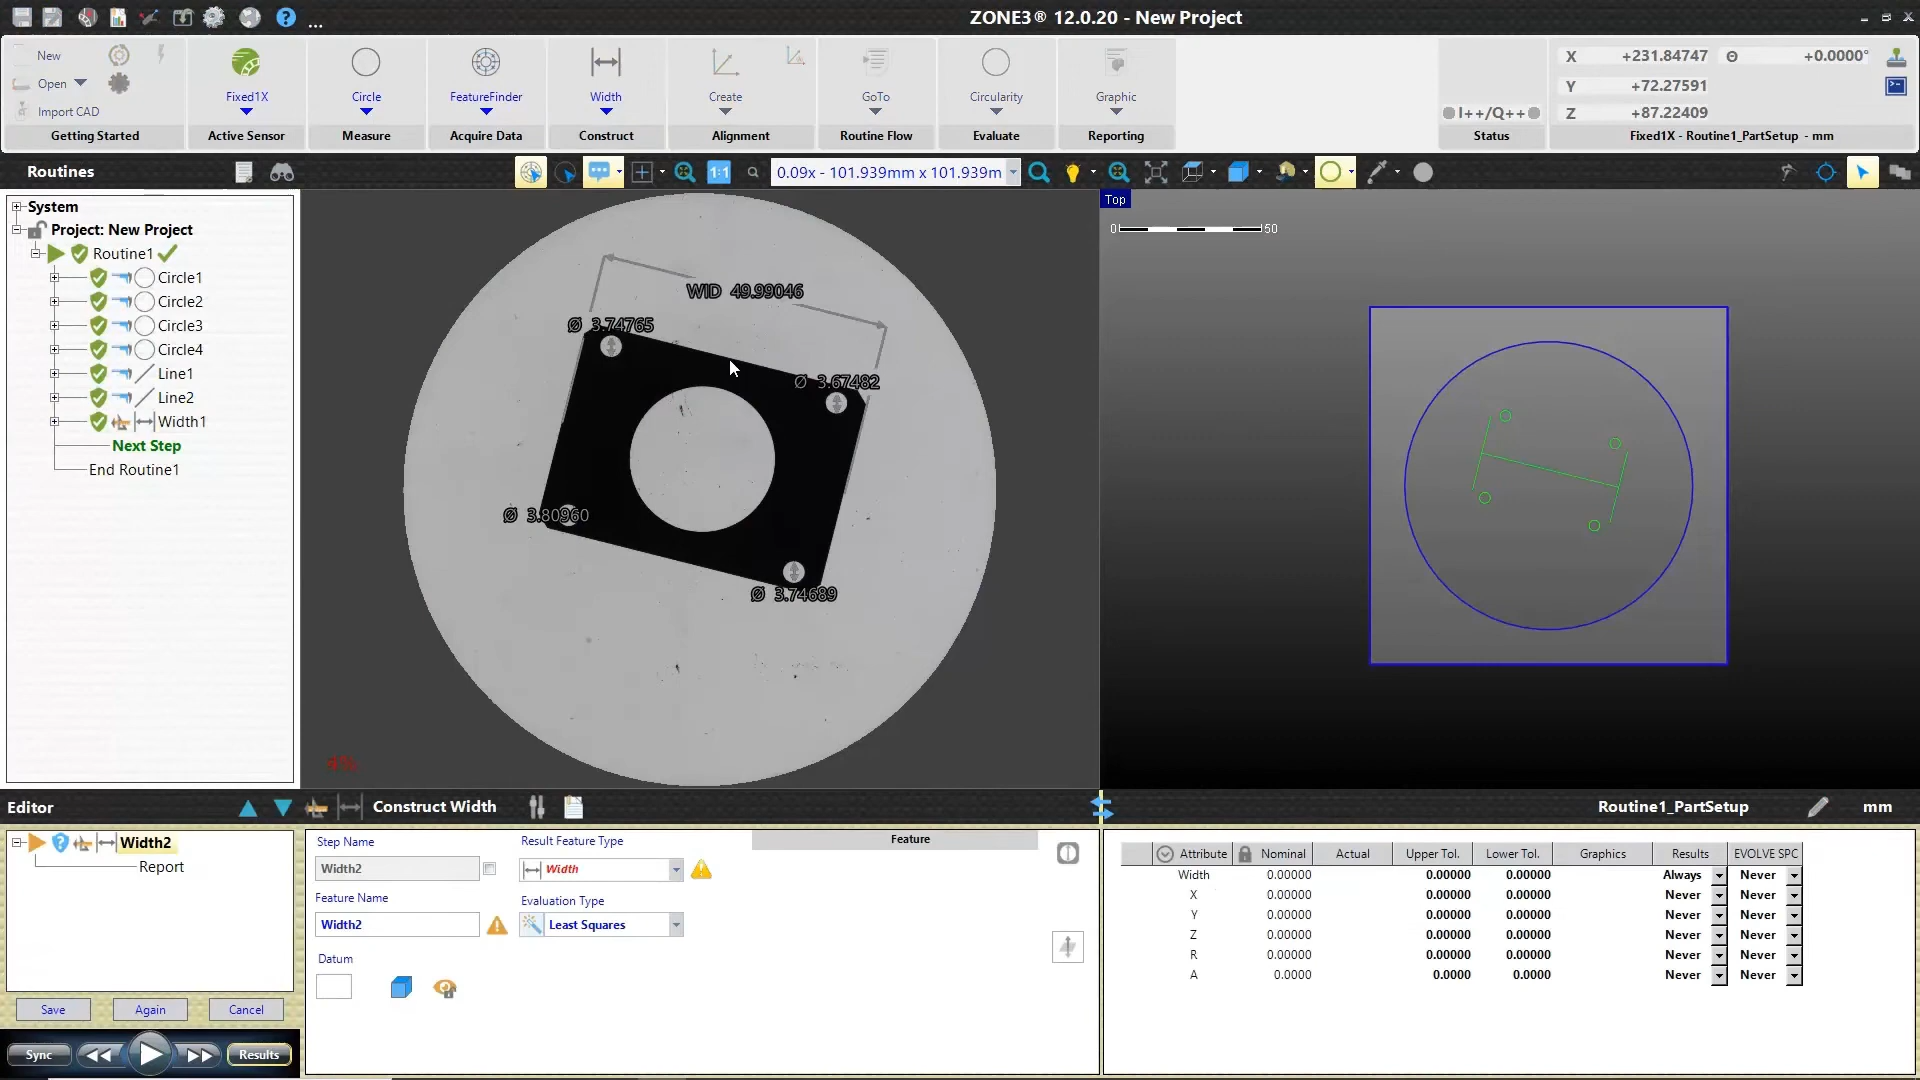 ...
ZONE3® 12.0.20 - New Project
New
Open
Import CAD
Getting Started
Fixed1X
Active Sensor
Circle
Measure
FeatureFinder
Acquire Data
Width
Construct
Create
Alignment
GoTo
Routine Flow
Circularity
Evaluate
Graphic
Reporting
I++/Q++
Status
X +231.84747 Θ +0.0000°
Y +72.27591
Z +87.22409
Fixed1X - Routine1_PartSetup - mm
Routines
1:1
0.09x - 101.939mm x 101.939m
System
Project: New Project
Routine1
Circle1
Circle2
Circle3
Circle4
Line1
Line2
Width1
Next Step
End Routine1
WID 49.99046
Ø 3.74765
Ø 3.67482
Ø 3.80960
Ø 3.74689
Top
0 50
Editor
Construct Width
Routine1_PartSetup
mm
Width2
Report
Save
Again
Cancel
Sync
Results
Step Name
Width2
Feature Name
Width2
Datum
Result Feature Type
Width
Evaluation Type
Least Squares
Feature
Attribute Nominal Actual Upper Tol. Lower Tol. Graphics Results EVOLVE SPC
Width 0.00000 0.00000 0.00000 Always Never
X 0.00000 0.00000 0.00000 Never Never
Y 0.00000 0.00000 0.00000 Never Never
Z 0.00000 0.00000 0.00000 Never Never
R 0.00000 0.00000 0.00000 Never Never
A 0.0000 0.0000 0.0000 Never Never